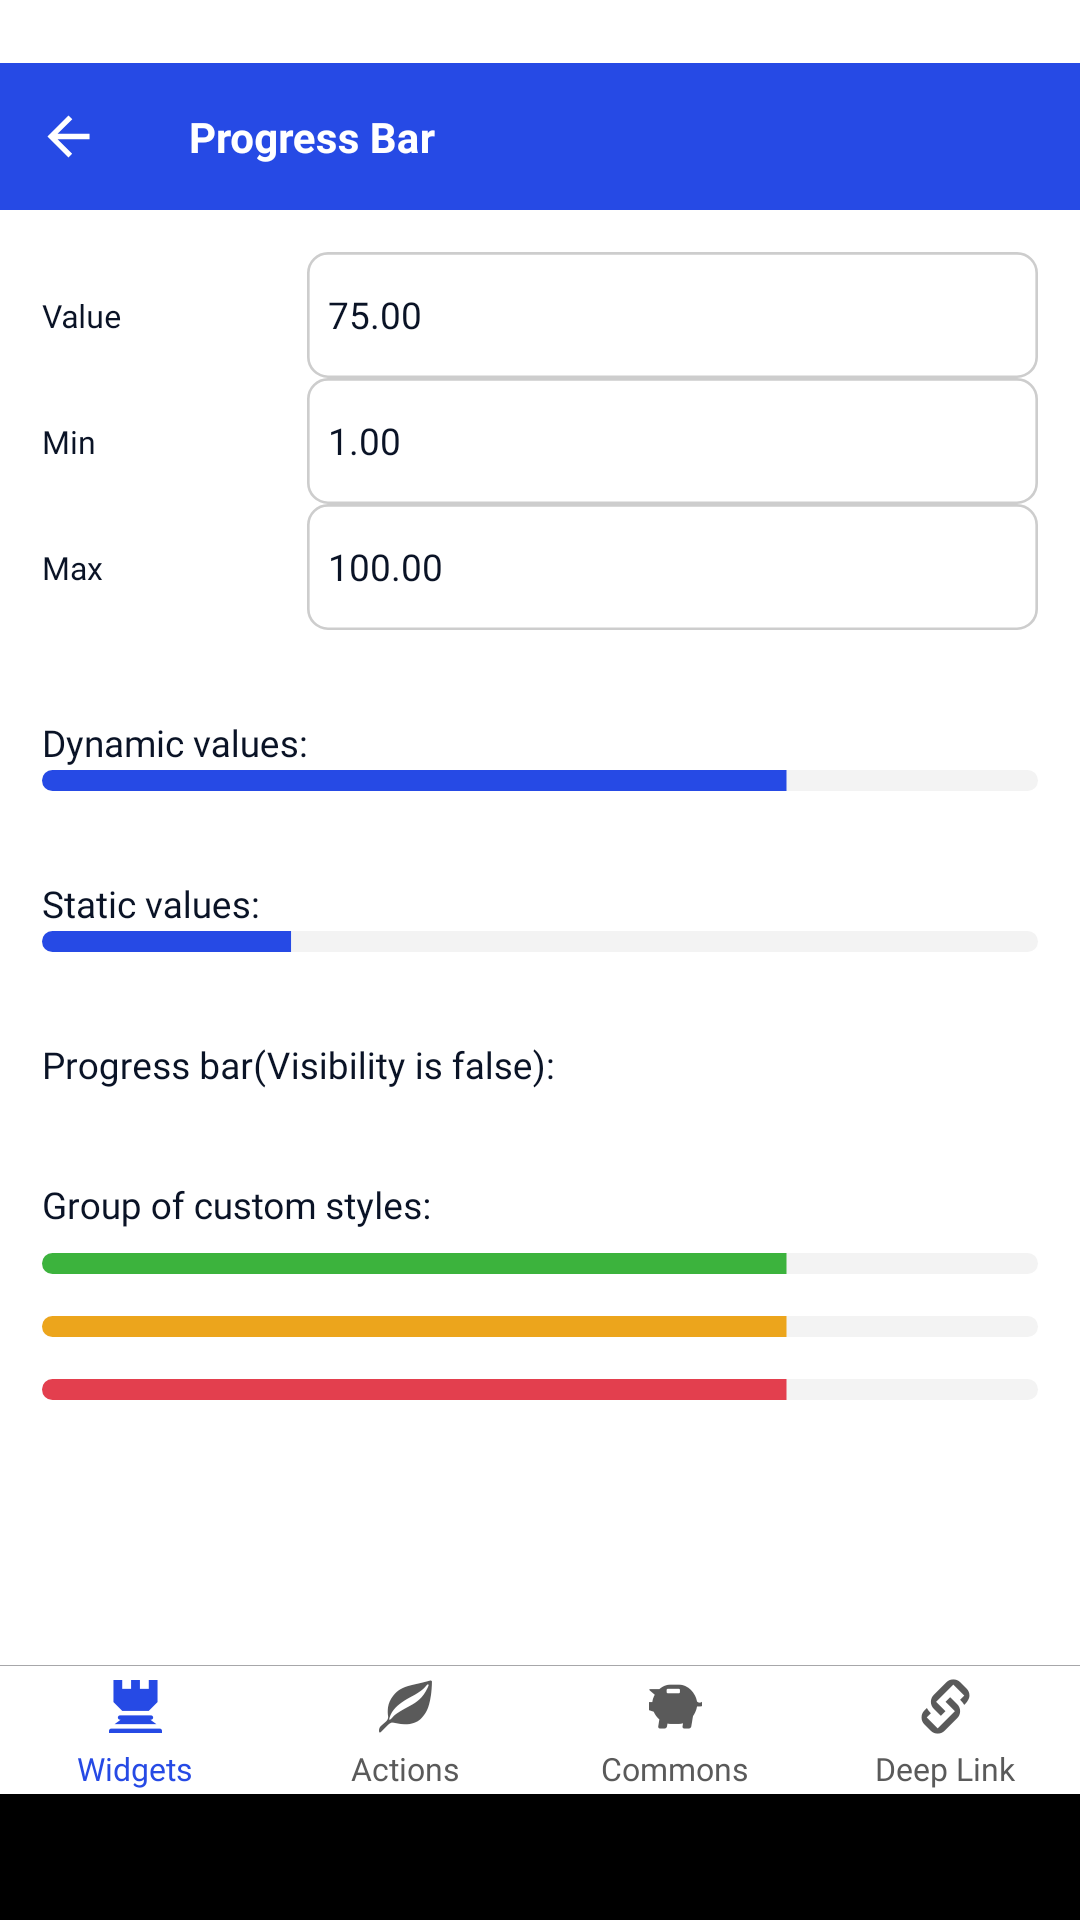 Progress Bar
Value
75.00
Min
1.00
Max
100.00
Dynamic values:
Static values:
Progress bar(Visibility is false):
Group of custom styles:
Widgets
Actions
Commons
Deep Link